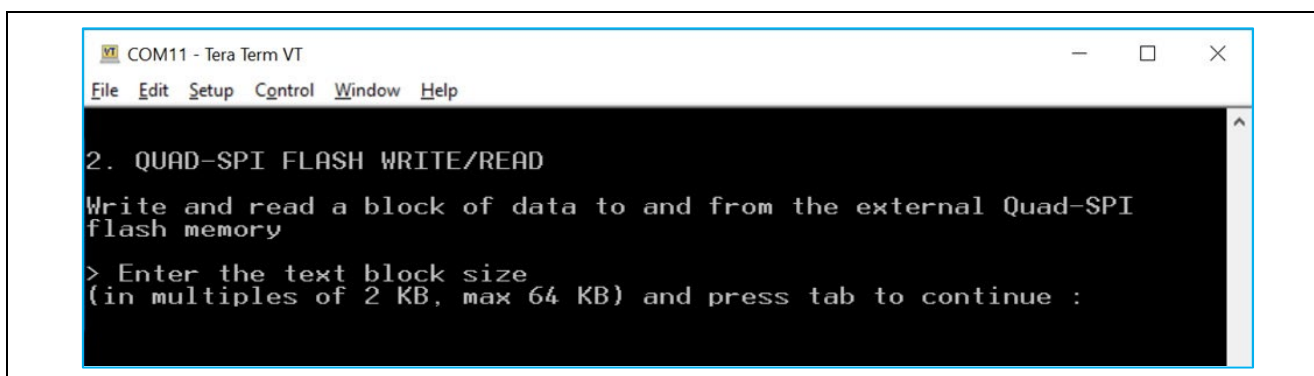 COM11 - Tera Term VT
File Edit Setup Control Window Help
2. QUAD-SPI FLASH WRITE/READ
Write and read a block of data to and from the external Quad-SPI
flash memory
> Enter the text block size
(in multiples of 2 KB, max 64 KB) and press tab to continue :